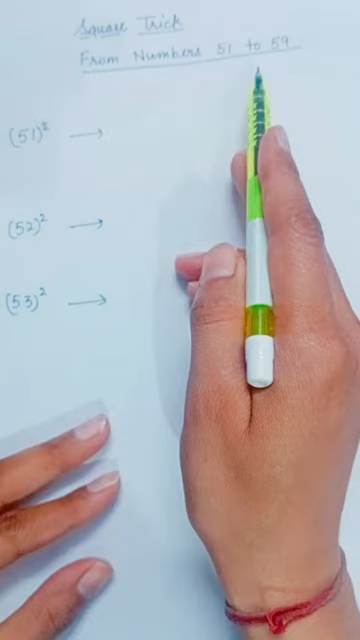 Square Trick
From Numbers 51 to 59
(51)² →
(52)² →
(53)² →